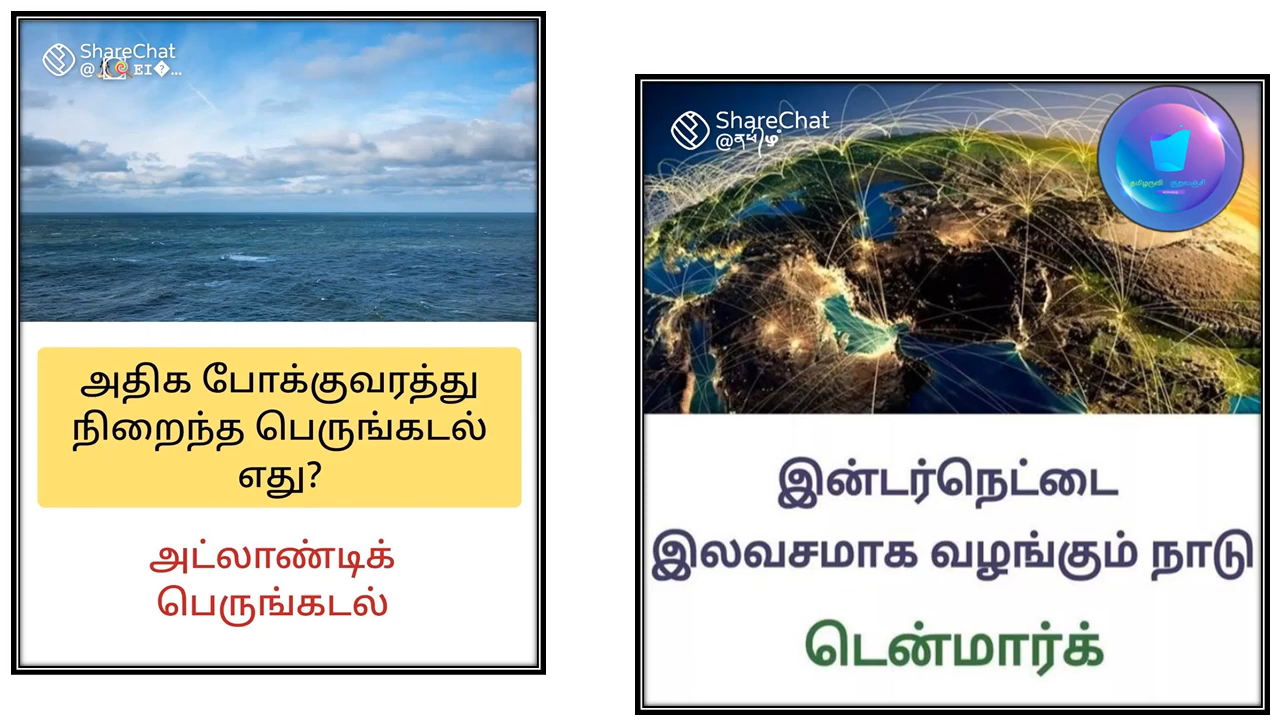 ShareChat
அதிக போக்குவரத்து
நிறைந்த பெருங்கடல்
எது?
அட்லாண்டிக்
பெருங்கடல்
ShareChat
இன்டர்நெட்டை
இலவசமாக வழங்கும் நாடு
டென்மார்க்